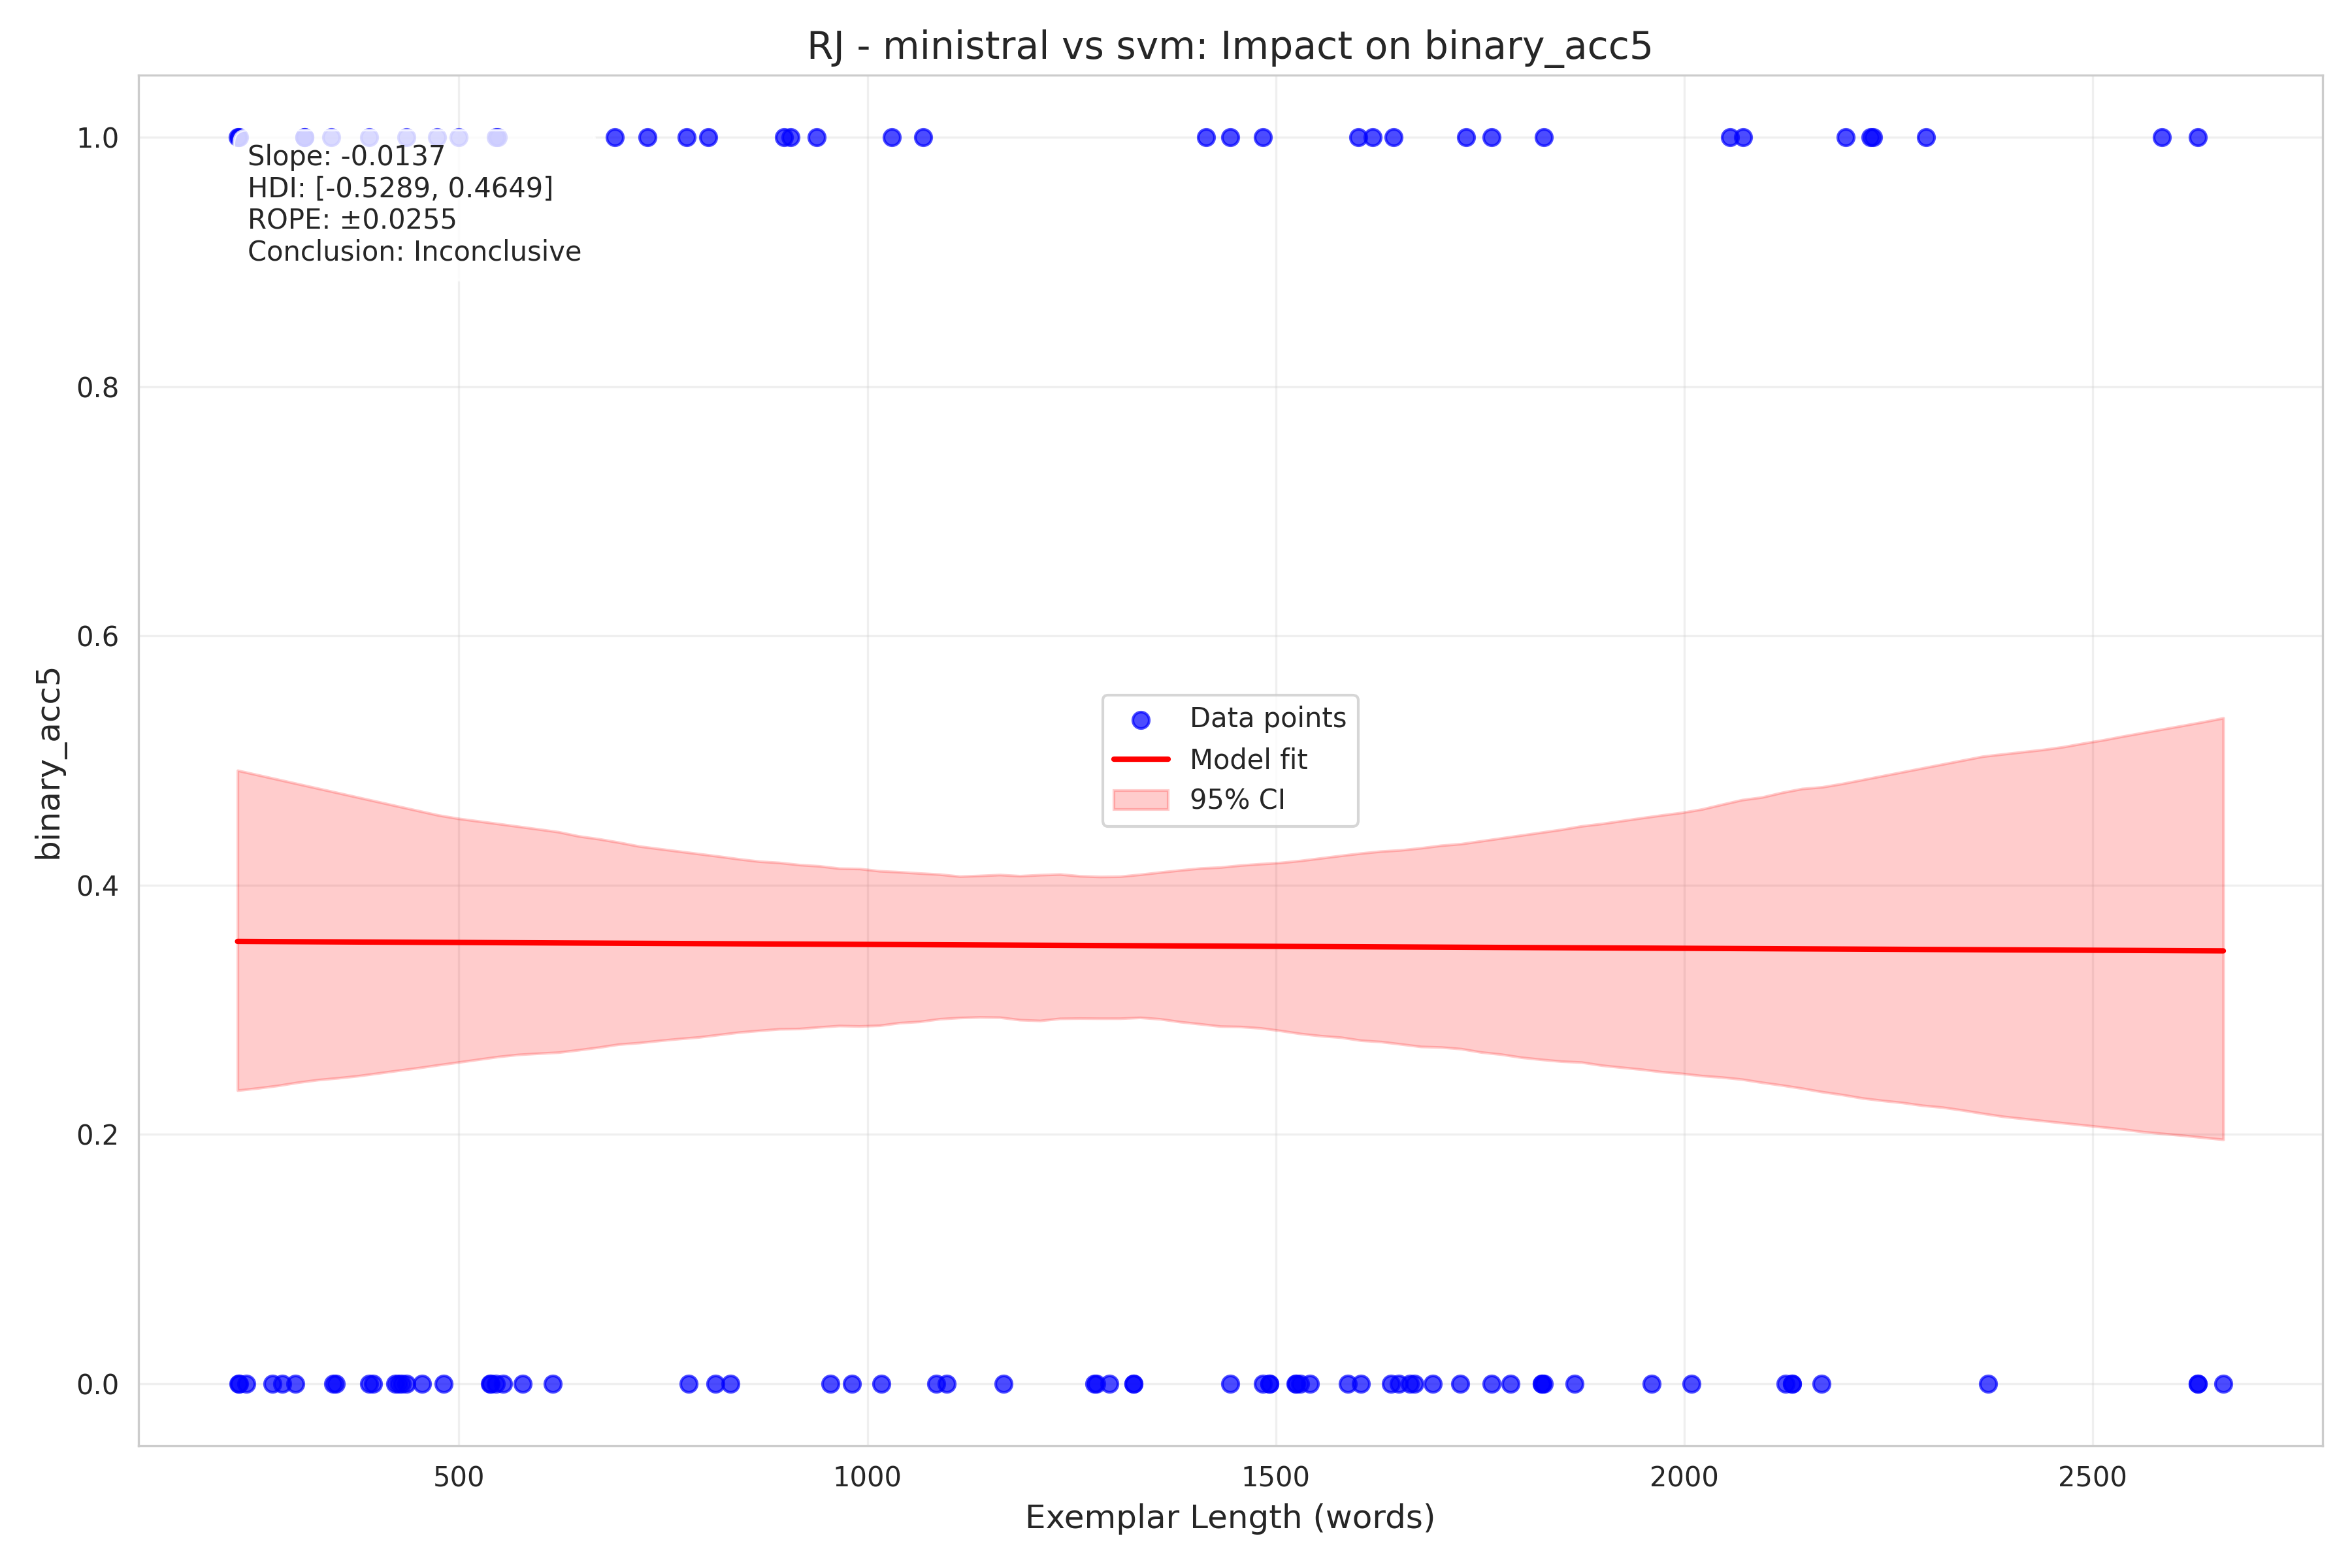 RJ - ministral vs svm: Impact on binary_acc5
1.0
0.8
0.6
0.4
0.2
0.0
binary_acc5
Slope: -0.0137
HDI: [-0.5289, 0.4649]
ROPE: ±0.0255
Conclusion: Inconclusive
Data points
Model fit
95% CI
500 1000 1500 2000 2500
Exemplar Length (words)